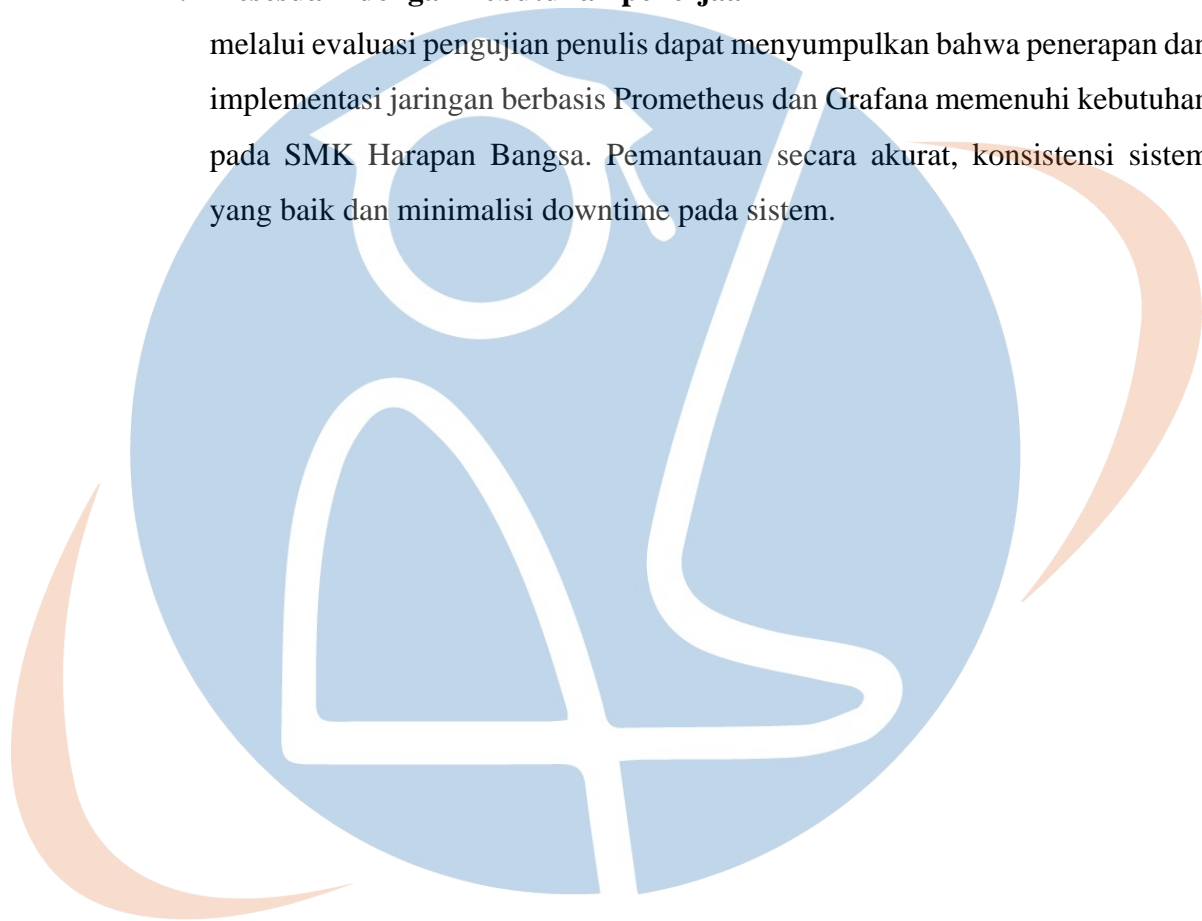 melalui evaluasi pengujian penulis dapat menyumpulkan bahwa penerapan dan
implementasi jaringan berbasis Prometheus dan Grafana memenuhi kebutuhan
pada SMK Harapan Bangsa. Pemantauan secara akurat, konsistensi sistem
yang baik dan minimalisi downtime pada sistem.